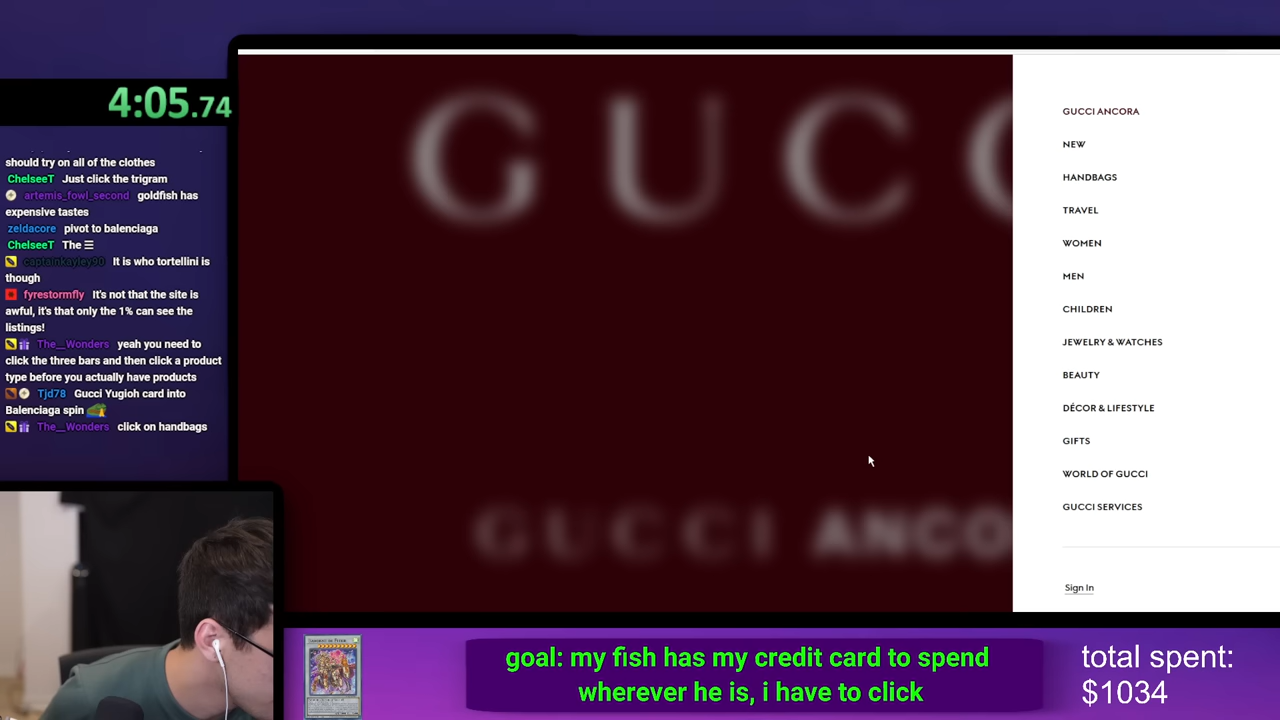 4:05.74
should try on all of the clothes
ChelseeT Just click the trigram
artemis_fowl_second goldfish has
expensive tastes
zeldacore pivot to balenciaga
ChelseeT The ☰
captainkayley90 It is who tortellini is
though
fyrestormfly It's not that the site is
awful, it's that only the 1% can see the
listings!
The__Wonders yeah you need to
click the three bars and then click a product
type before you actually have products
Tjd78 Gucci Yugioh card into
Balenciaga spin
The__Wonders click on handbags
GUCC
GUCCI ANCO
GUCCI ANCORA
NEW
HANDBAGS
TRAVEL
WOMEN
MEN
CHILDREN
JEWELRY & WATCHES
BEAUTY
DÉCOR & LIFESTYLE
GIFTS
WORLD OF GUCCI
GUCCI SERVICES
Sign In
goal: my fish has my credit card to spend
wherever he is, i have to click
total spent:
$1034